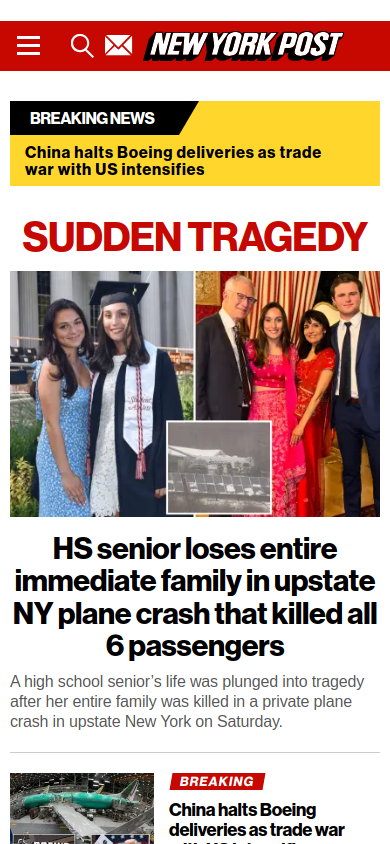 NEW YORK POST
BREAKING NEWS
China halts Boeing deliveries as trade
war with US intensifies
SUDDEN TRAGEDY
HS senior loses entire
immediate family in upstate
NY plane crash that killed all
6 passengers
A high school senior’s life was plunged into tragedy
after her entire family was killed in a private plane
crash in upstate New York on Saturday.
BREAKING
China halts Boeing
deliveries as trade war